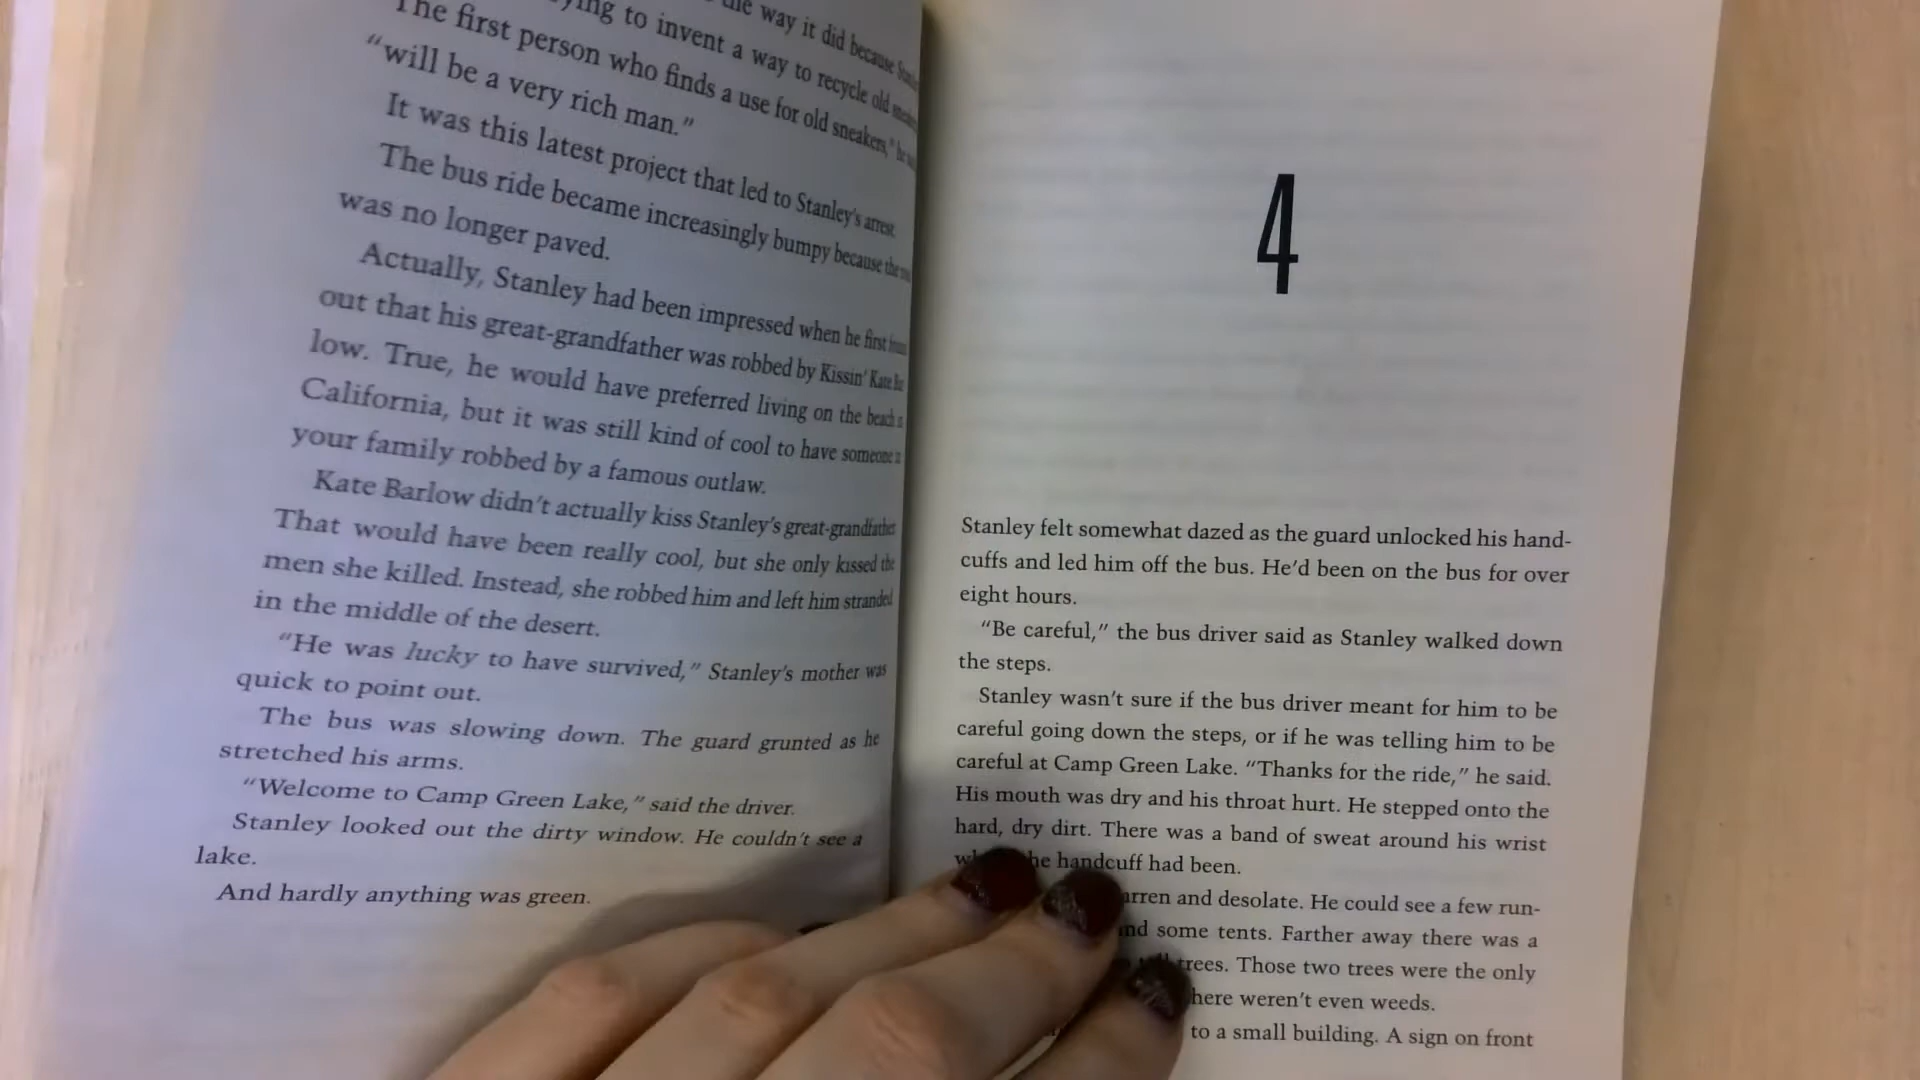 the way it did because
to invent a way to recycle old
The first person who finds a use for old sneakers,"
"will be a very rich man."
It was this latest project that led to Stanley's arrest.
The bus ride became increasingly bumpy because the
was no longer paved.
Actually, Stanley had been impressed when he first
out that his great-grandfather was robbed by Kissin' Kate
low. True, he would have preferred living on the beach
California, but it was still kind of cool to have someone
your family robbed by a famous outlaw.
Kate Barlow didn't actually kiss Stanley's great-grandfather.
That would have been really cool, but she only kissed the
men she killed. Instead, she robbed him and left him stranded
in the middle of the desert.
"He was lucky to have survived," Stanley's mother was
quick to point out.
The bus was slowing down. The guard grunted as he
stretched his arms.
"Welcome to Camp Green Lake," said the driver.
Stanley looked out the dirty window. He couldn't see a
lake.
And hardly anything was green.
4
Stanley felt somewhat dazed as the guard unlocked his hand-
cuffs and led him off the bus. He'd been on the bus for over
eight hours.
"Be careful," the bus driver said as Stanley walked down
the steps.
Stanley wasn't sure if the bus driver meant for him to be
careful going down the steps, or if he was telling him to be
careful at Camp Green Lake. "Thanks for the ride," he said.
His mouth was dry and his throat hurt. He stepped onto the
hard, dry dirt. There was a band of sweat around his wrist
handcuff had been.
and desolate. He could see a few run-
some tents. Farther away there was a
trees. Those two trees were the only
weren't even weeds.
to a small building. A sign on front